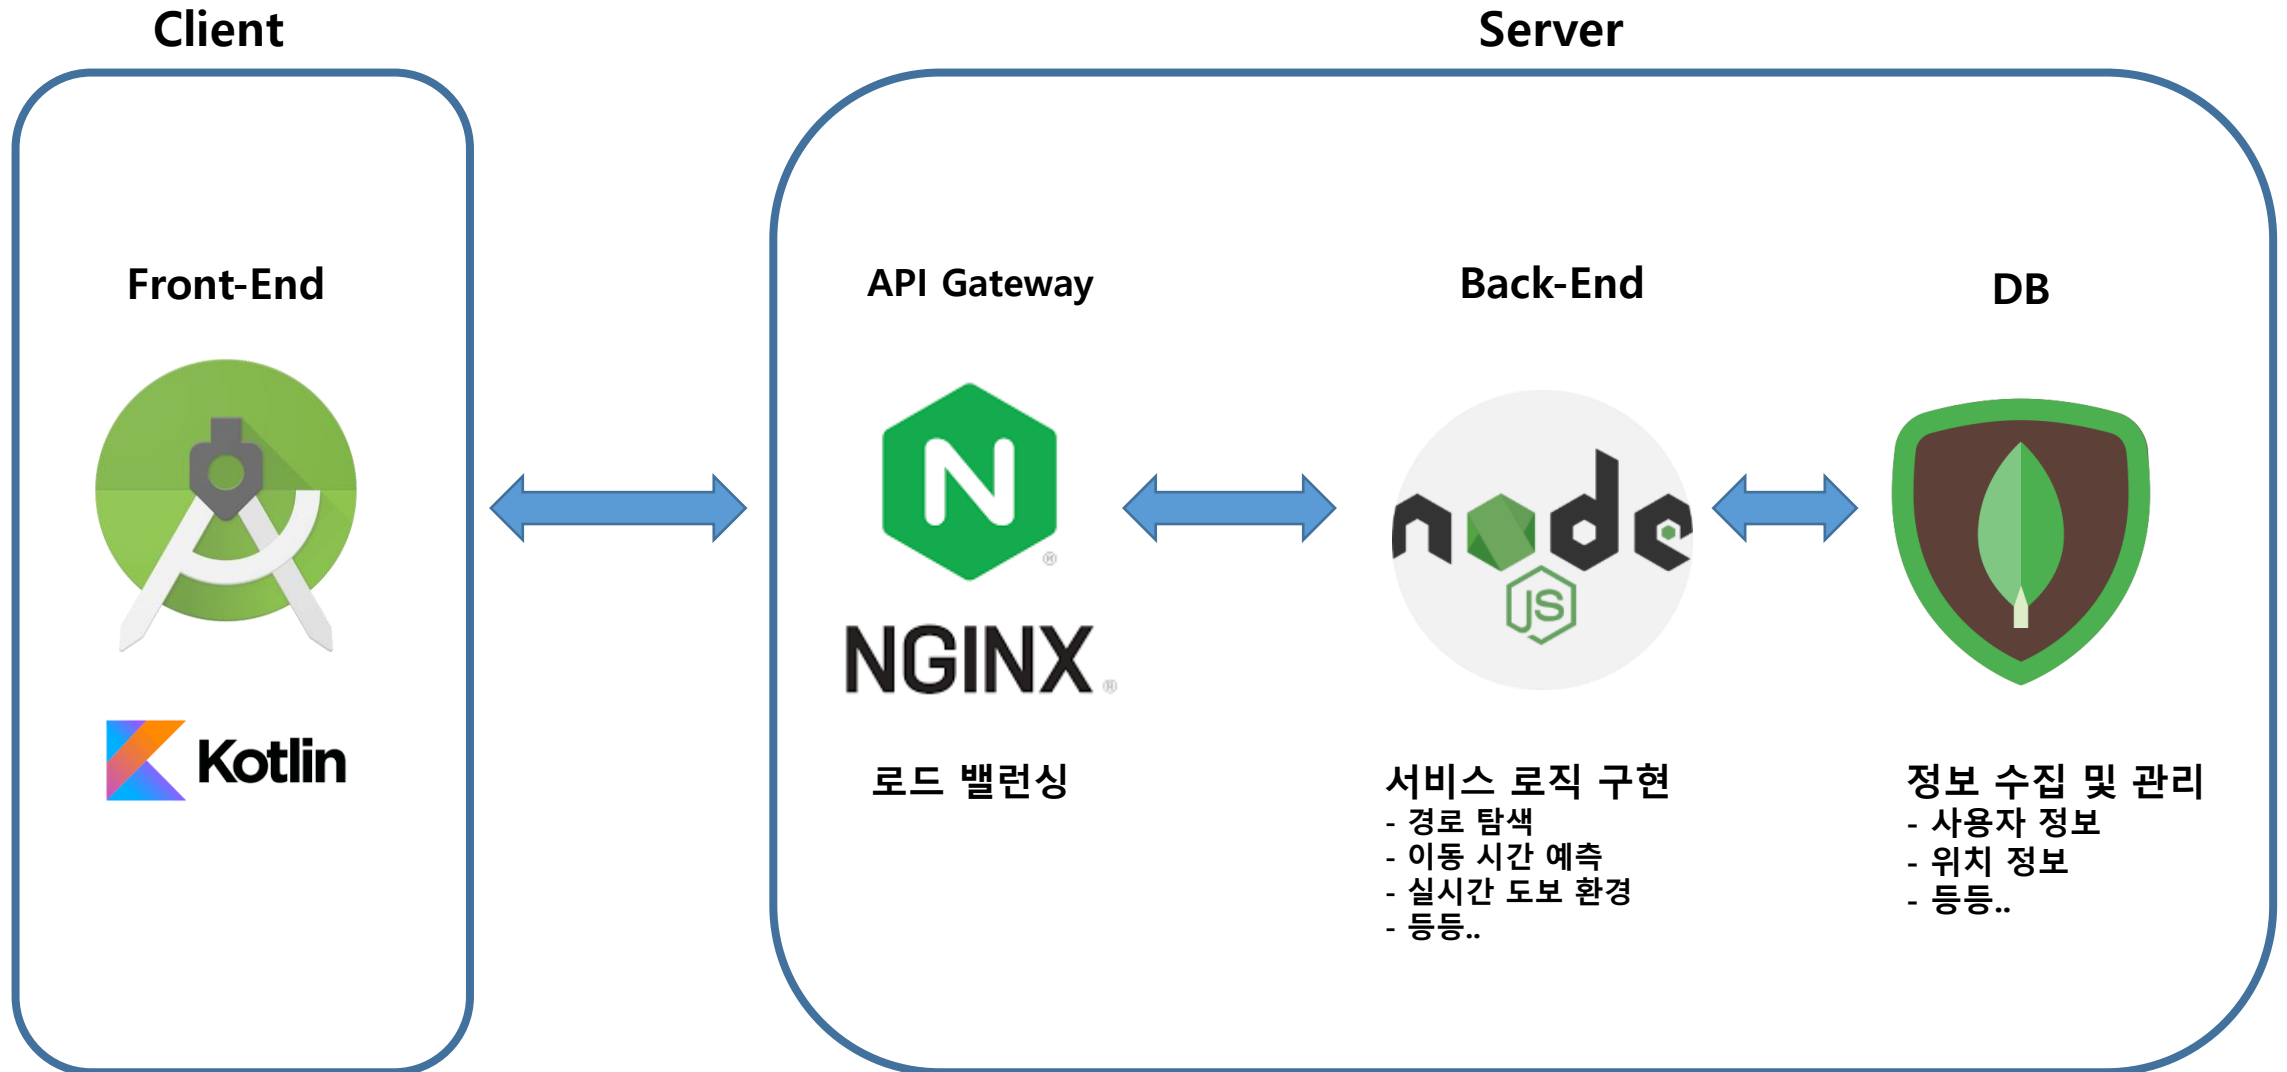 Client
Server
Front-End
API Gateway
Back-End
DB
N
®
NGINX
®
node
JS
Kotlin
로드 밸런싱
서비스 로직 구현
- 경로 탐색
- 이동 시간 예측
- 실시간 도보 환경
- 등등..
정보 수집 및 관리
- 사용자 정보
- 위치 정보
- 등등..